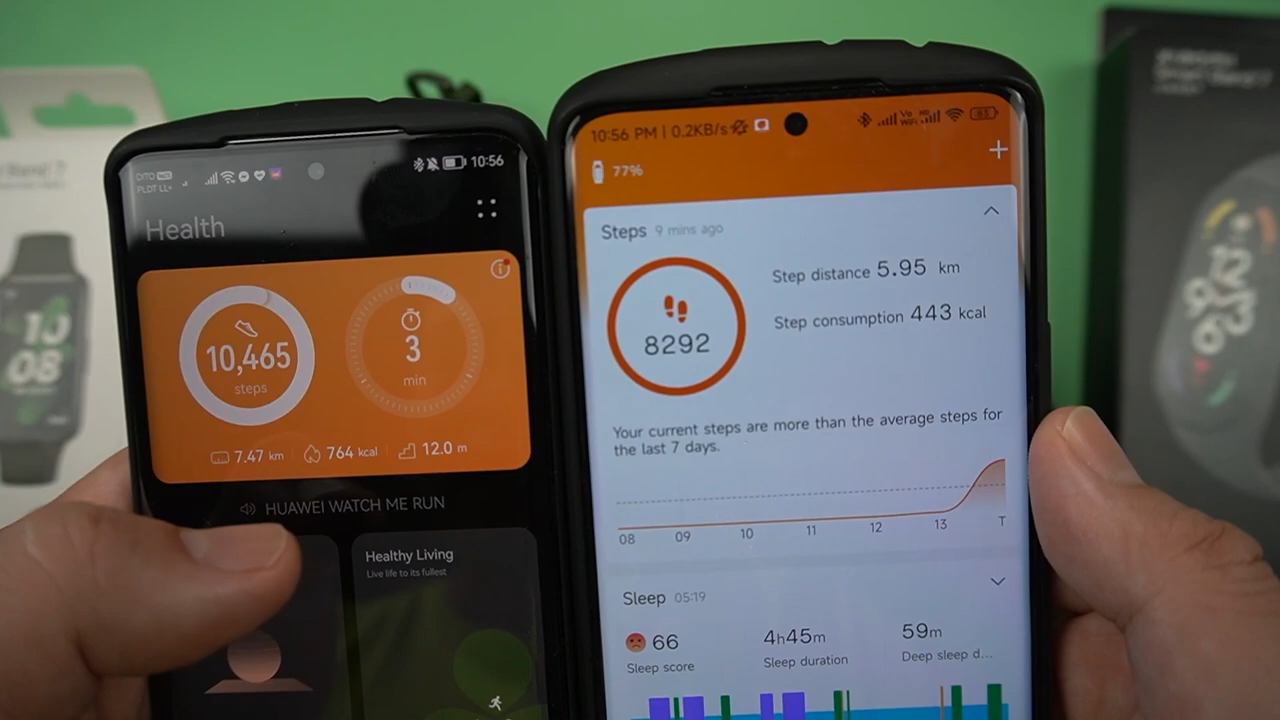 10:56
Health
10,465
steps
3
min
7.47 km
764 kcal
12.0 m
HUAWEI WATCH ME RUN
Healthy Living
Live life to its fullest
10:56 PM | 0.2KB/s
77%
Steps 9 mins ago
8292
Step distance 5.95 km
Step consumption 443 kcal
Your current steps are more than the average steps for
the last 7 days.
08 09 10 11 12 13 T
Sleep 05:19
66
Sleep score
4h45m
Sleep duration
59m
Deep sleep d...
10
08